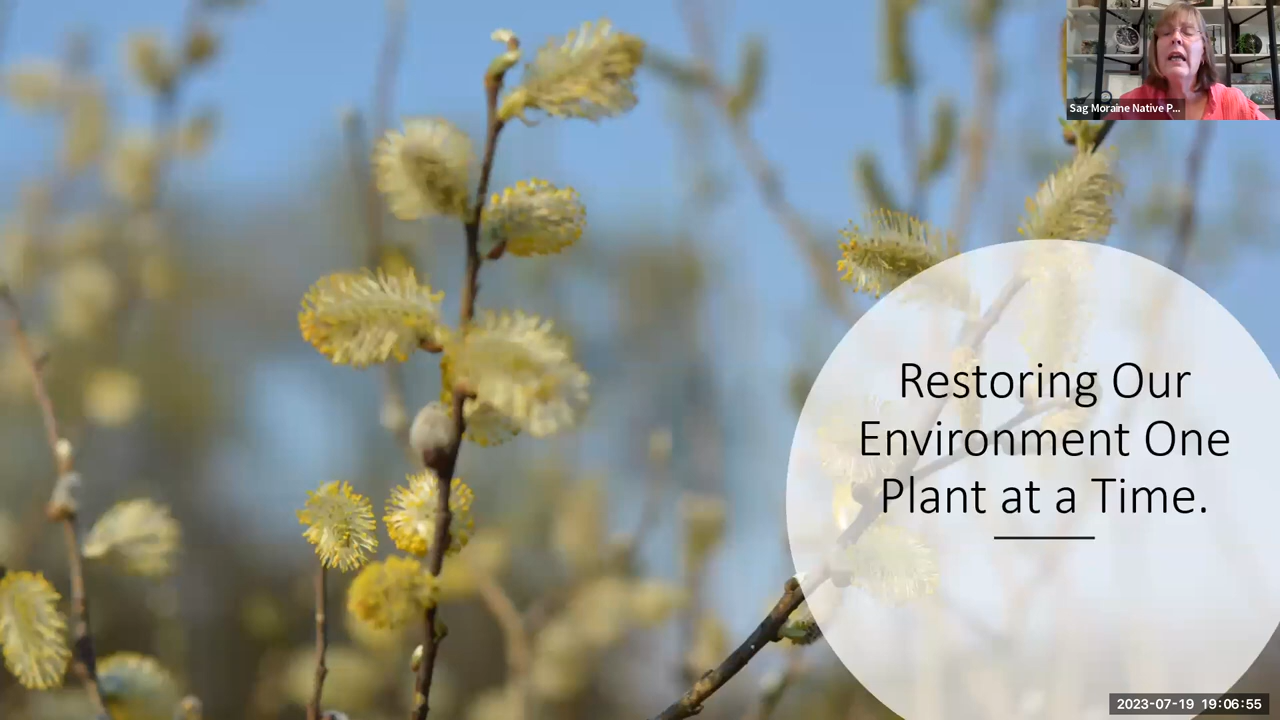 Sag Moraine Native P...
Restoring Our
Environment One
Plant at a Time.
2023-07-19 19:06:55